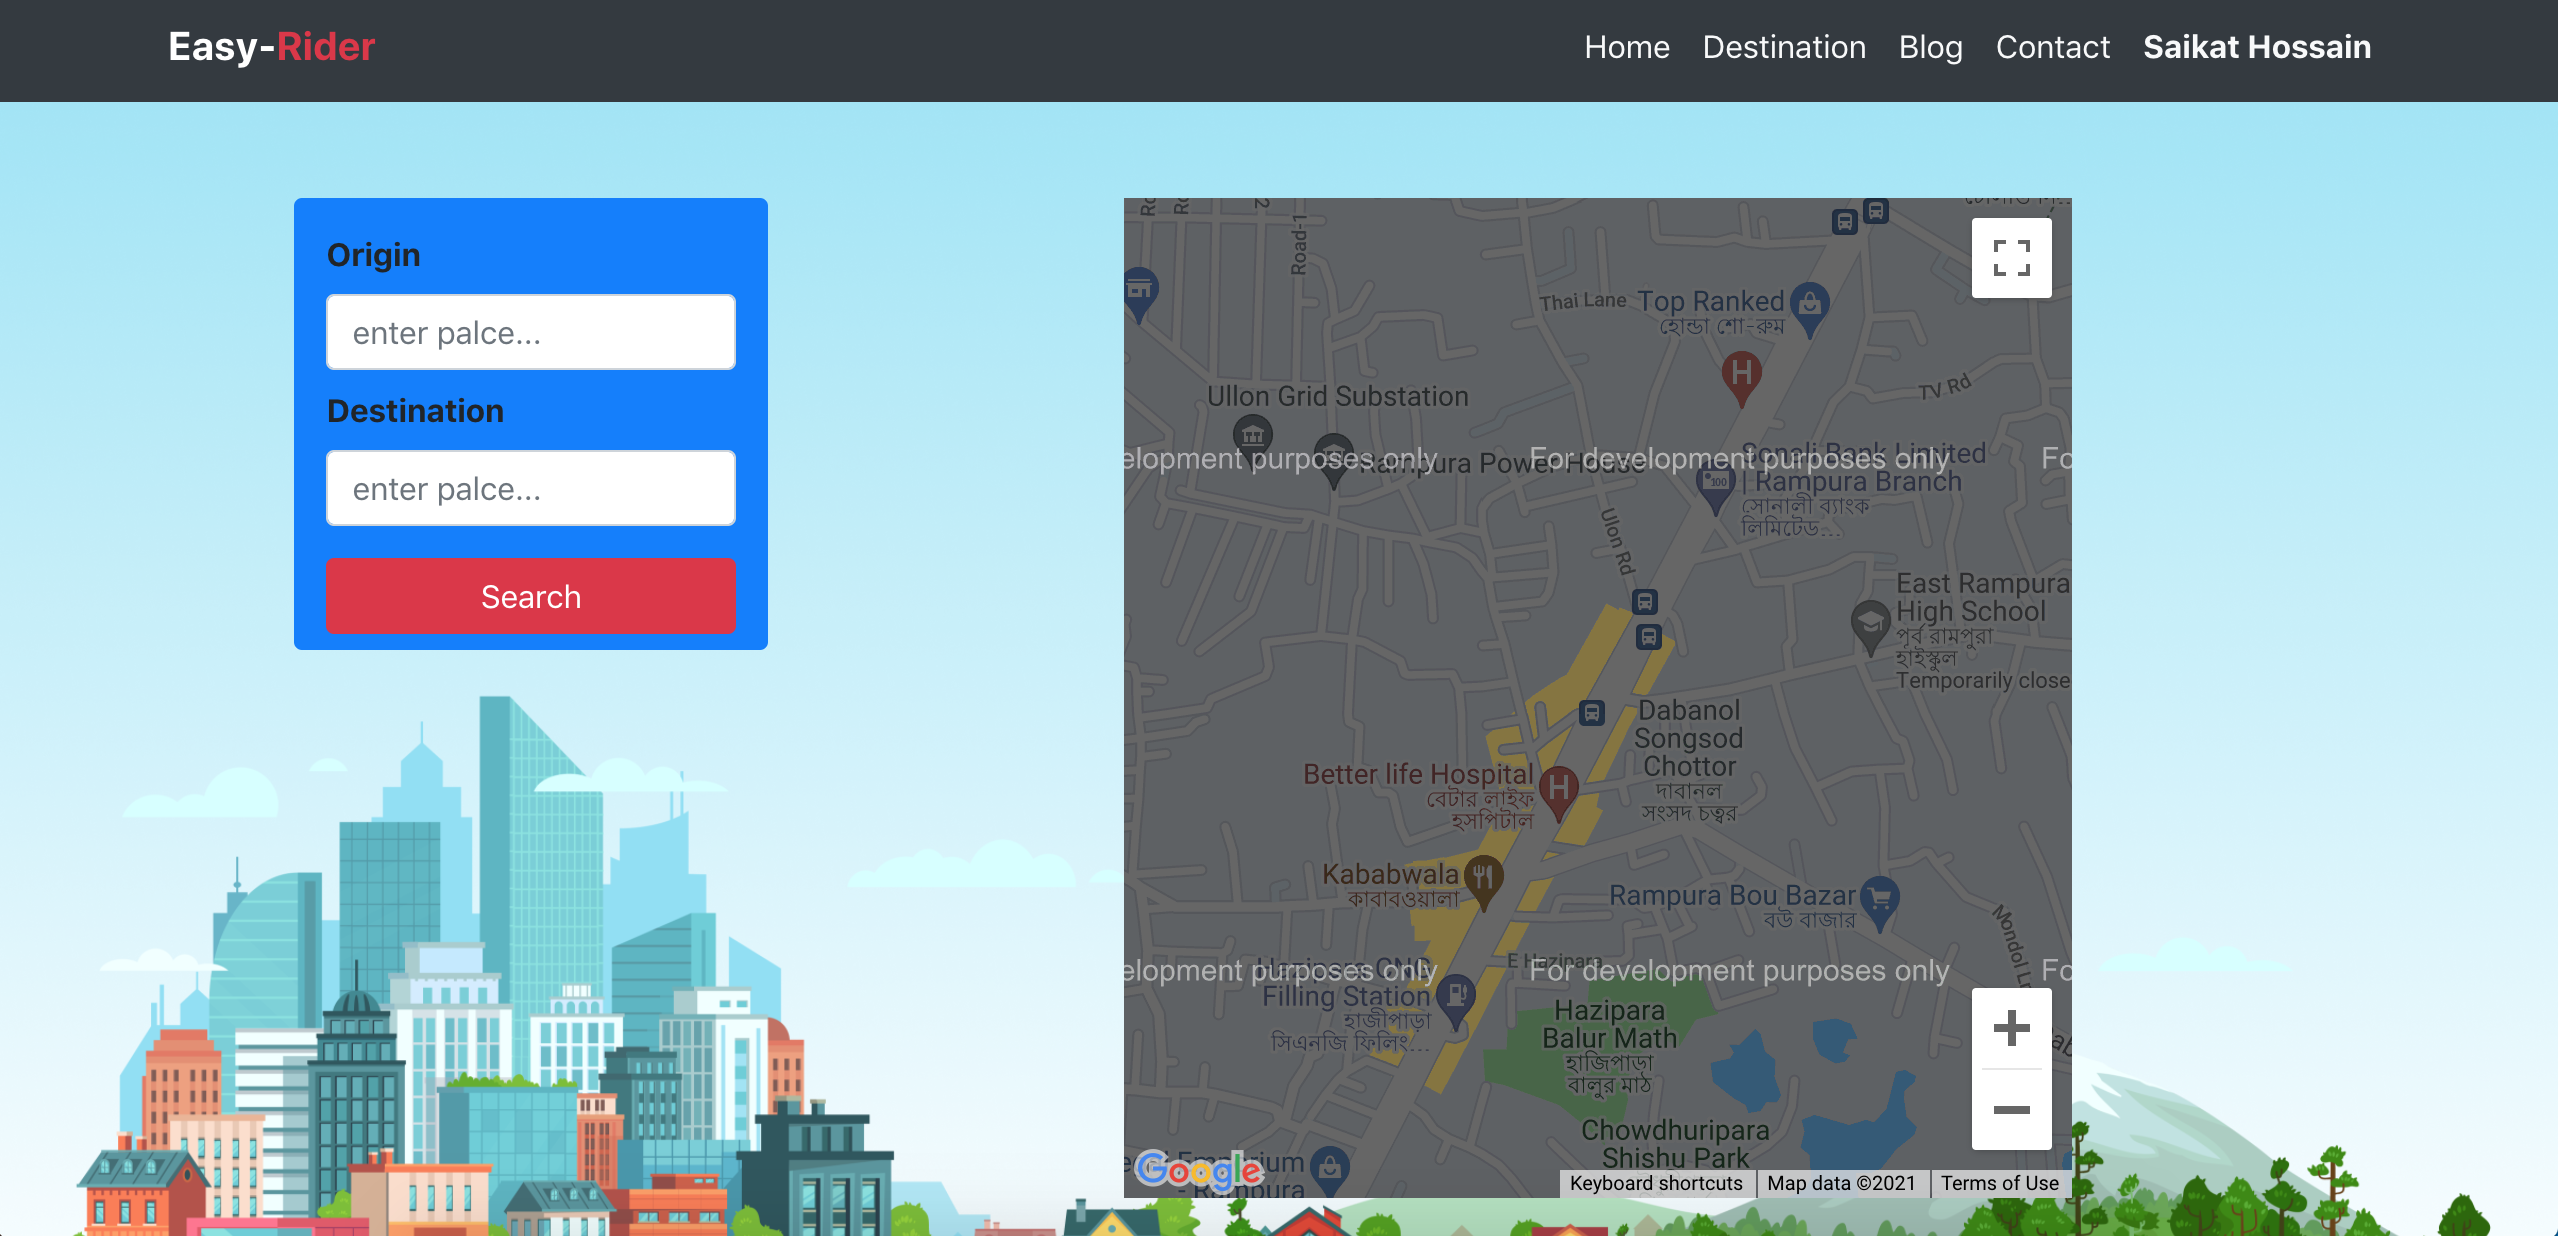 Easy-Rider
Home Destination Blog Contact Saikat Hossain
Origin
enter palce...
Destination
enter palce...
Search
Road-1
Thai Lane
Top Ranked
হোন্ডা শো-রুম
TV Rd
Ullon Grid Substation
Rampura Power House
elopment purposes only
For development purposes only
Fo
Sonali Bank Limited
| Rampura Branch
সোনালী ব্যাংক
লিমিটেড...
Ulon Rd
East Rampura
High School
পূর্ব রামপুরা
হাইস্কুল
Temporarily close
Dabanol
Songsod
Chottor
দাবানল
সংসদ চত্বর
Better life Hospital
বেটার লাইফ
হসপিটাল
Kababwala
কাবাবওয়ালা
Rampura Bou Bazar
বউ বাজার
E Hazipara
elopment purposes only
For development purposes only
Fo
Hazipara CNG
Filling Station
হাজীপাড়া
সিএনজি ফিলিং...
Hazipara
Balur Math
হাজিপাড়া
বালুর মাঠ
Chowdhuripara
Shishu Park
Emporium
- Rampura
Google
Keyboard shortcuts
Map data ©2021
Terms of Use